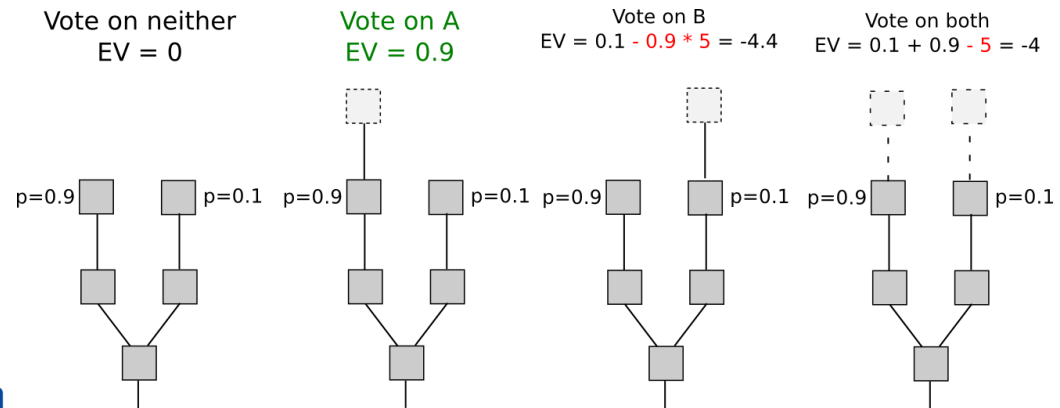 Vote on neither
EV = 0
Vote on A
EV = 0.9
Vote on B
EV = 0.1 - 0.9 * 5 = -4.4
Vote on both
EV = 0.1 + 0.9 - 5 = -4
p=0.9
p=0.1
p=0.9
p=0.1
p=0.9
p=0.1
p=0.9
p=0.1